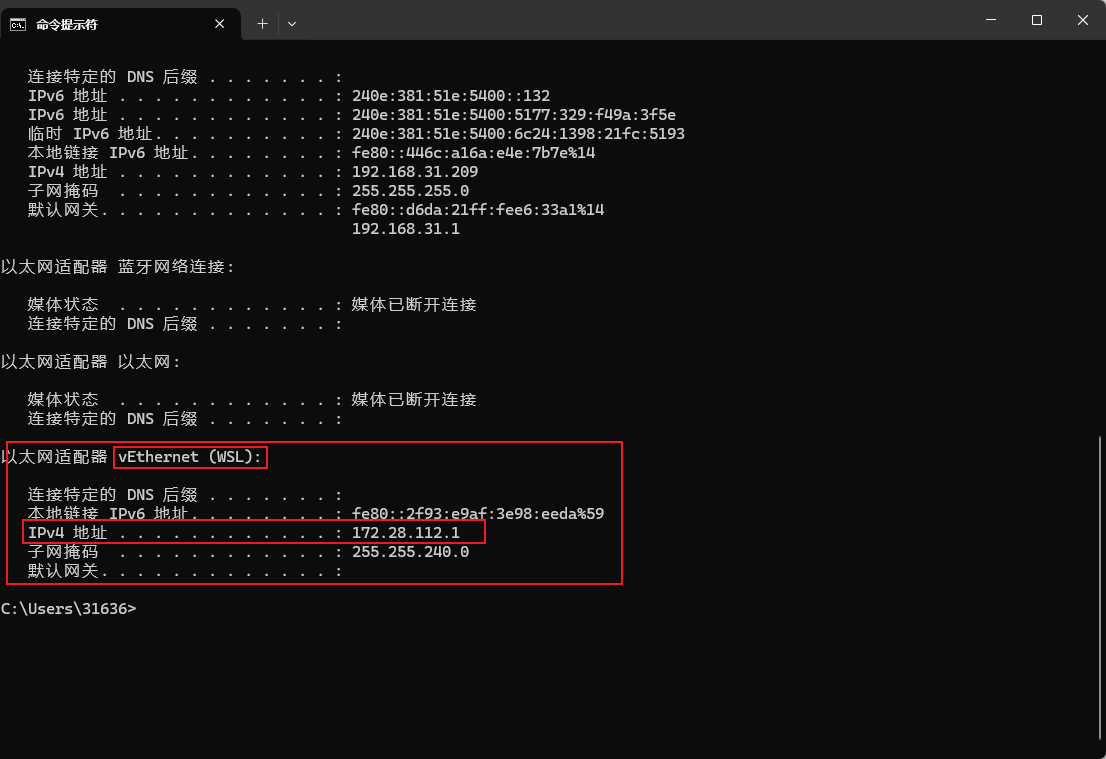 命令提示符
连接特定的 DNS 后缀 . . . . . . . :
IPv6 地址 . . . . . . . . . . . . : 240e:381:51e:5400::132
IPv6 地址 . . . . . . . . . . . . : 240e:381:51e:5400:5177:329:f49a:3f5e
临时 IPv6 地址. . . . . . . . . . : 240e:381:51e:5400:6c24:1398:21fc:5193
本地链接 IPv6 地址. . . . . . . . : fe80::446c:a16a:e4e:7b7e%14
IPv4 地址 . . . . . . . . . . . . : 192.168.31.209
子网掩码  . . . . . . . . . . . . : 255.255.255.0
默认网关. . . . . . . . . . . . . : fe80::d6da:21ff:fee6:33a1%14
192.168.31.1
以太网适配器 蓝牙网络连接:
媒体状态  . . . . . . . . . . . . : 媒体已断开连接
连接特定的 DNS 后缀 . . . . . . . :
以太网适配器 以太网:
媒体状态  . . . . . . . . . . . . : 媒体已断开连接
连接特定的 DNS 后缀 . . . . . . . :
以太网适配器 vEthernet (WSL):
连接特定的 DNS 后缀 . . . . . . . :
本地链接 IPv6 地址. . . . . . . . : fe80::2f93:e9af:3e98:eeda%59
IPv4 地址 . . . . . . . . . . . . : 172.28.112.1
子网掩码  . . . . . . . . . . . . : 255.255.240.0
默认网关. . . . . . . . . . . . . :
C:\Users\31636>